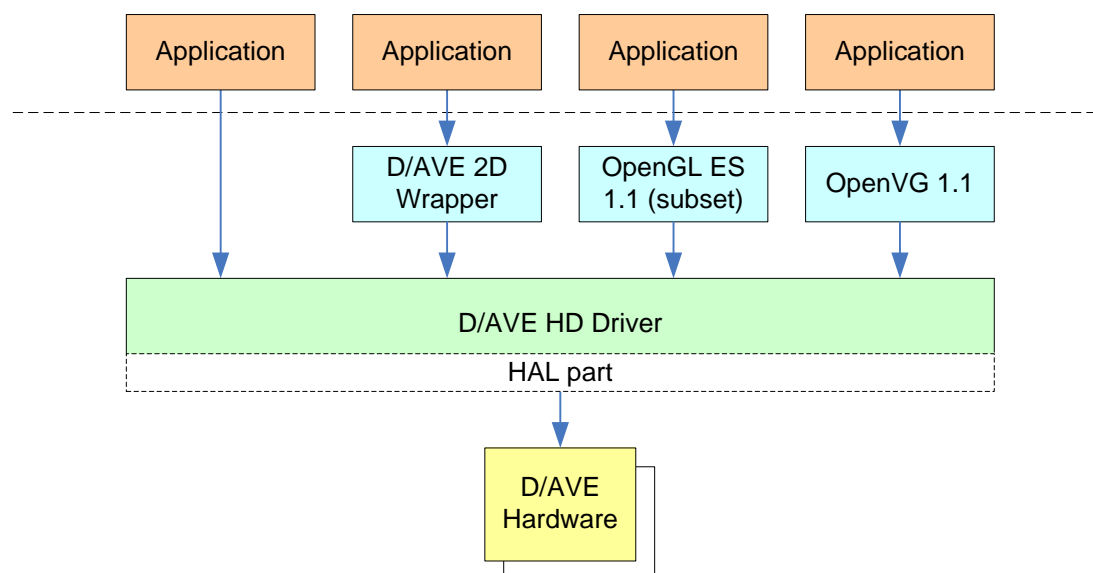 Application
Application
Application
Application
D/AVE 2D
Wrapper
OpenGL ES
1.1 (subset)
OpenVG 1.1
D/AVE HD Driver
HAL part
D/AVE
Hardware